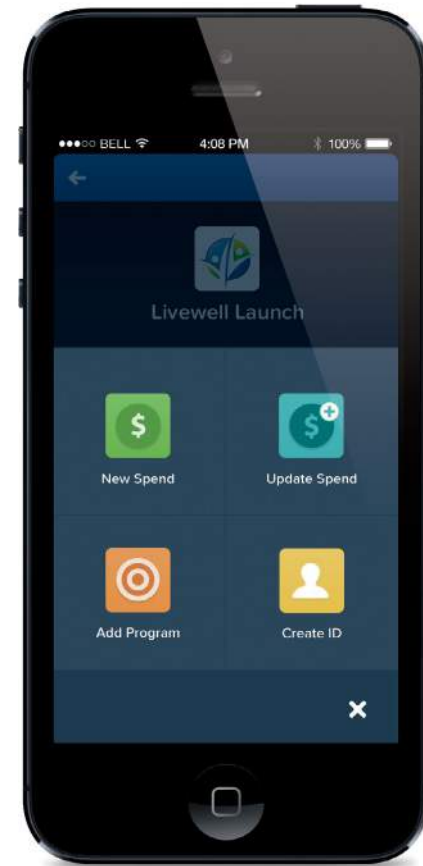 BELL 4:08 PM 100%
Livewell Launch
$ $
New Spend Update Spend
Add Program Create ID